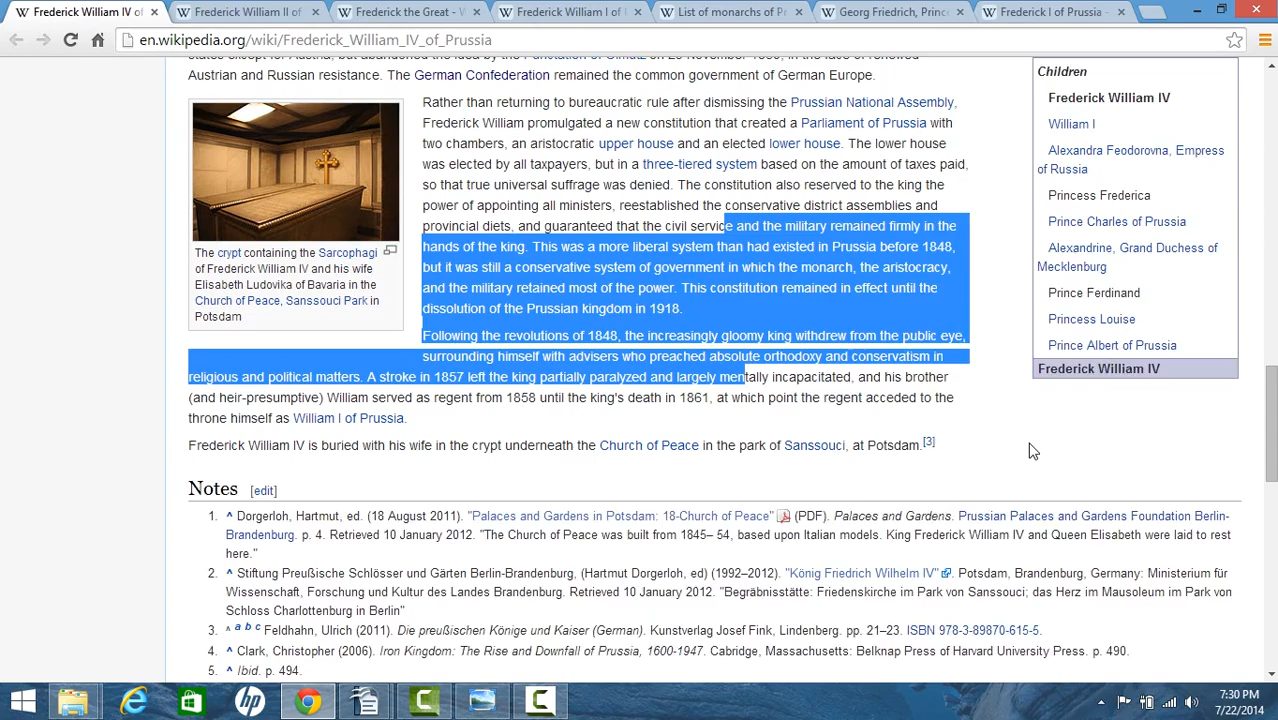 Frederick William IV of
Frederick William II of
Frederick the Great - W
Frederick William I of
List of monarchs of P
Georg Friedrich, Prince
Frederick I of Prussia -
en.wikipedia.org/wiki/Frederick_William_IV_of_Prussia
states except for Austria, but abandoned the idea by the Punctation of Olmütz on 29 November 1850, in the face of renewed
Austrian and Russian resistance. The German Confederation remained the common government of German Europe.
The crypt containing the Sarcophagi
of Frederick William IV and his wife
Elisabeth Ludovika of Bavaria in the
Church of Peace, Sanssouci Park in
Potsdam
Rather than returning to bureaucratic rule after dismissing the Prussian National Assembly,
Frederick William promulgated a new constitution that created a Parliament of Prussia with
two chambers, an aristocratic upper house and an elected lower house. The lower house
was elected by all taxpayers, but in a three-tiered system based on the amount of taxes paid,
so that true universal suffrage was denied. The constitution also reserved to the king the
power of appointing all ministers, reestablished the conservative district assemblies and
provincial diets, and guaranteed that the civil service and the military remained firmly in the
hands of the king. This was a more liberal system than had existed in Prussia before 1848,
but it was still a conservative system of government in which the monarch, the aristocracy,
and the military retained most of the power. This constitution remained in effect until the
dissolution of the Prussian kingdom in 1918.
Following the revolutions of 1848, the increasingly gloomy king withdrew from the public eye,
surrounding himself with advisers who preached absolute orthodoxy and conservatism in
religious and political matters. A stroke in 1857 left the king partially paralyzed and largely mentally incapacitated, and his brother
(and heir-presumptive) William served as regent from 1858 until the king's death in 1861, at which point the regent acceded to the
throne himself as William I of Prussia.
Frederick William IV is buried with his wife in the crypt underneath the Church of Peace in the park of Sanssouci, at Potsdam.[3]
Children
Frederick William IV
William I
Alexandra Feodorovna, Empress
of Russia
Princess Frederica
Prince Charles of Prussia
Alexandrine, Grand Duchess of
Mecklenburg
Prince Ferdinand
Princess Louise
Prince Albert of Prussia
Frederick William IV
Notes [edit]
1. ^ Dorgerloh, Hartmut, ed. (18 August 2011). "Palaces and Gardens in Potsdam: 18-Church of Peace" (PDF). Palaces and Gardens. Prussian Palaces and Gardens Foundation Berlin-
Brandenburg. p. 4. Retrieved 10 January 2012. "The Church of Peace was built from 1845– 54, based upon Italian models. King Frederick William IV and Queen Elisabeth were laid to rest
here."
2. ^ Stiftung Preußische Schlösser und Gärten Berlin-Brandenburg, (Hartmut Dorgerloh, ed) (1992–2012). "König Friedrich Wilhelm IV". Potsdam, Brandenburg, Germany: Ministerium für
Wissenschaft, Forschung und Kultur des Landes Brandenburg. Retrieved 10 January 2012. "Begräbnisstätte: Friedenskirche im Park von Sanssouci; das Herz im Mausoleum im Park von
Schloss Charlottenburg in Berlin"
3. ^ a b c Feldhahn, Ulrich (2011). Die preußischen Könige und Kaiser (German). Kunstverlag Josef Fink, Lindenberg. pp. 21–23. ISBN 978-3-89870-615-5.
4. ^ Clark, Christopher (2006). Iron Kingdom: The Rise and Downfall of Prussia, 1600-1947. Cabridge, Massachusetts: Belknap Press of Harvard University Press. p. 490.
5. ^ Ibid. p. 494.
hp
7:30 PM
7/22/2014